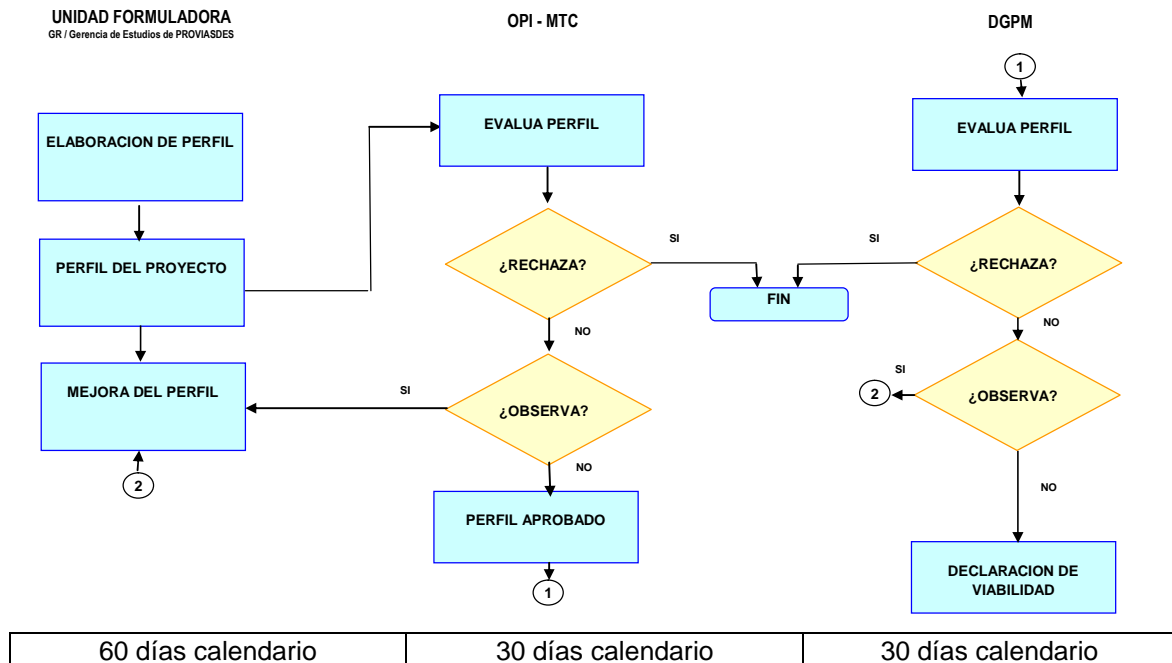 UNIDAD FORMULADORA
GR / Gerencia de Estudios de PROVIASDES
OPI - MTC
DGPM
1
ELABORACION DE PERFIL
EVALUA PERFIL
EVALUA PERFIL
PERFIL DEL PROYECTO
¿RECHAZA?
SI
SI
¿RECHAZA?
FIN
NO
NO
MEJORA DEL PERFIL
SI
¿OBSERVA?
SI
2
¿OBSERVA?
2
NO
NO
PERFIL APROBADO
1
DECLARACION DE
VIABILIDAD
60 días calendario
30 días calendario
30 días calendario